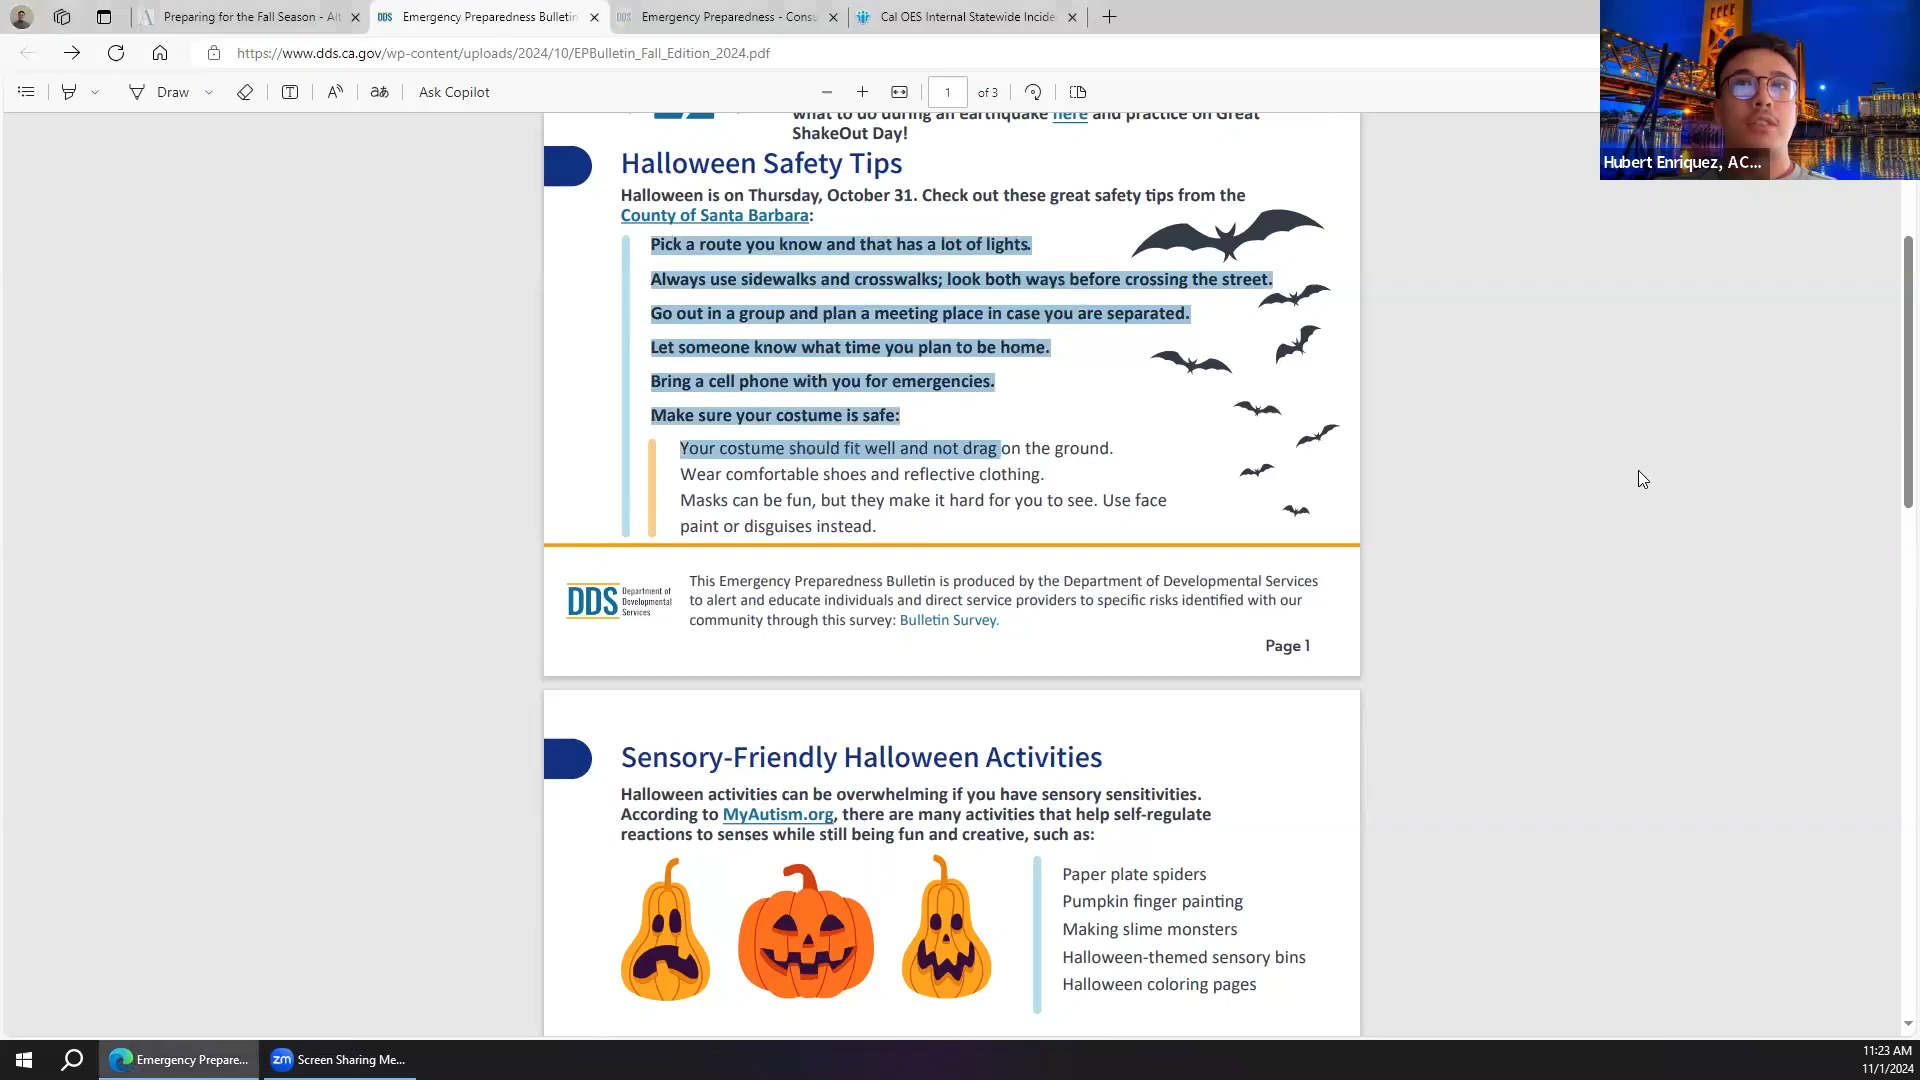 Preparing for the Fall Season - Alt
Emergency Preparedness Bulletin
Emergency Preparedness - Consu
Cal OES Internal Statewide Incide
https://www.dds.ca.gov/wp-content/uploads/2024/10/EPBulletin_Fall_Edition_2024.pdf
Draw
Ask Copilot
1 of 3
Hubert Enriquez, AC...
what to do during an earthquake here and practice on Great
ShakeOut Day!
Halloween Safety Tips
Halloween is on Thursday, October 31. Check out these great safety tips from the
County of Santa Barbara:
Pick a route you know and that has a lot of lights.
Always use sidewalks and crosswalks; look both ways before crossing the street.
Go out in a group and plan a meeting place in case you are separated.
Let someone know what time you plan to be home.
Bring a cell phone with you for emergencies.
Make sure your costume is safe:
Your costume should fit well and not drag on the ground.
Wear comfortable shoes and reflective clothing.
Masks can be fun, but they make it hard for you to see. Use face
paint or disguises instead.
DDS Department of
Developmental
Services
This Emergency Preparedness Bulletin is produced by the Department of Developmental Services
to alert and educate individuals and direct service providers to specific risks identified with our
community through this survey: Bulletin Survey.
Page 1
Sensory-Friendly Halloween Activities
Halloween activities can be overwhelming if you have sensory sensitivities.
According to MyAutism.org, there are many activities that help self-regulate
reactions to senses while still being fun and creative, such as:
Paper plate spiders
Pumpkin finger painting
Making slime monsters
Halloween-themed sensory bins
Halloween coloring pages
Emergency Prepare...
zm Screen Sharing Me...
11:23 AM
11/1/2024